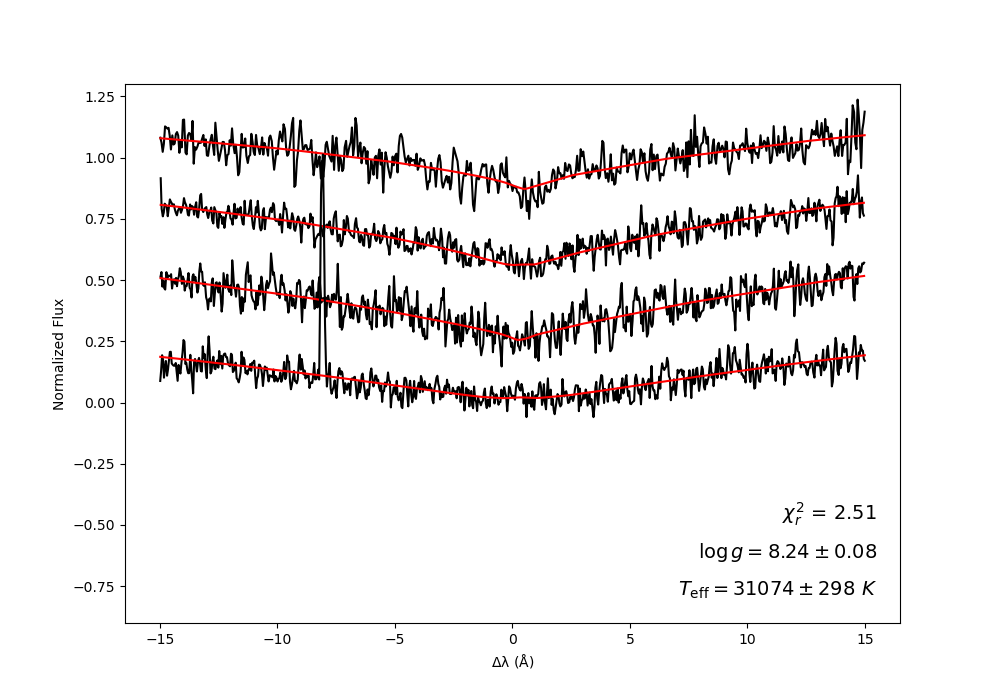 1.25
1.00
0.75
0.50
0.25
0.00
−0.25
−0.50
−0.75
Normalized Flux
χ²ᵣ = 2.51
log g = 8.24 ± 0.08
T_eff = 31074 ± 298 K
−15 −10 −5 0 5 10 15
Δλ (Å)